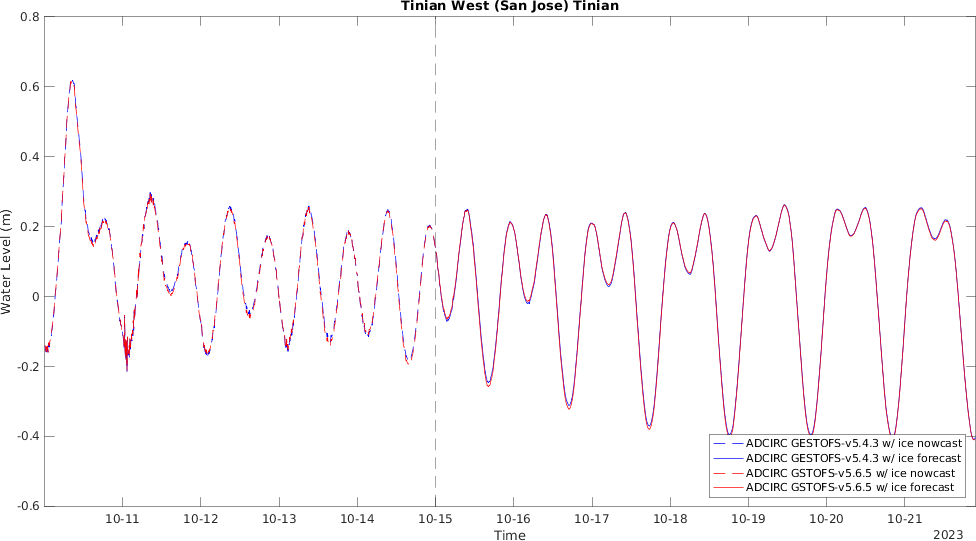 Tinian West (San Jose) Tinian
Water Level (m)
0.8
0.6
0.4
0.2
0
-0.2
-0.4
-0.6
ADCIRC GESTOFS-v5.4.3 w/ ice nowcast
ADCIRC GESTOFS-v5.4.3 w/ ice forecast
ADCIRC GSTOFS-v5.6.5 w/ ice nowcast
ADCIRC GSTOFS-v5.6.5 w/ ice forecast
10-11 10-12 10-13 10-14 10-15 10-16 10-17 10-18 10-19 10-20 10-21
Time
2023